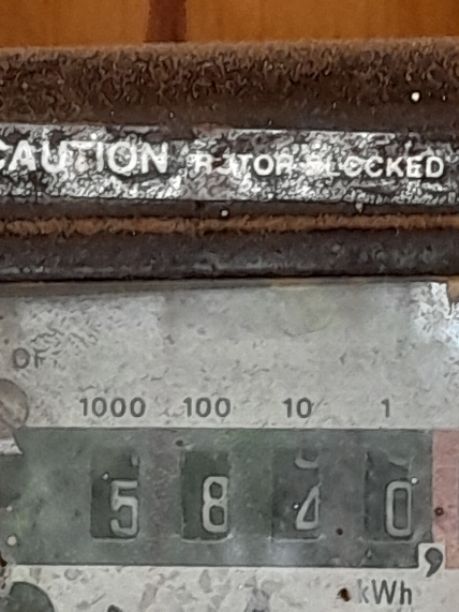 CAUTION ROTOR BLOCKED
OF
1000 100 10 1
5 8 4 0 ,
kWh